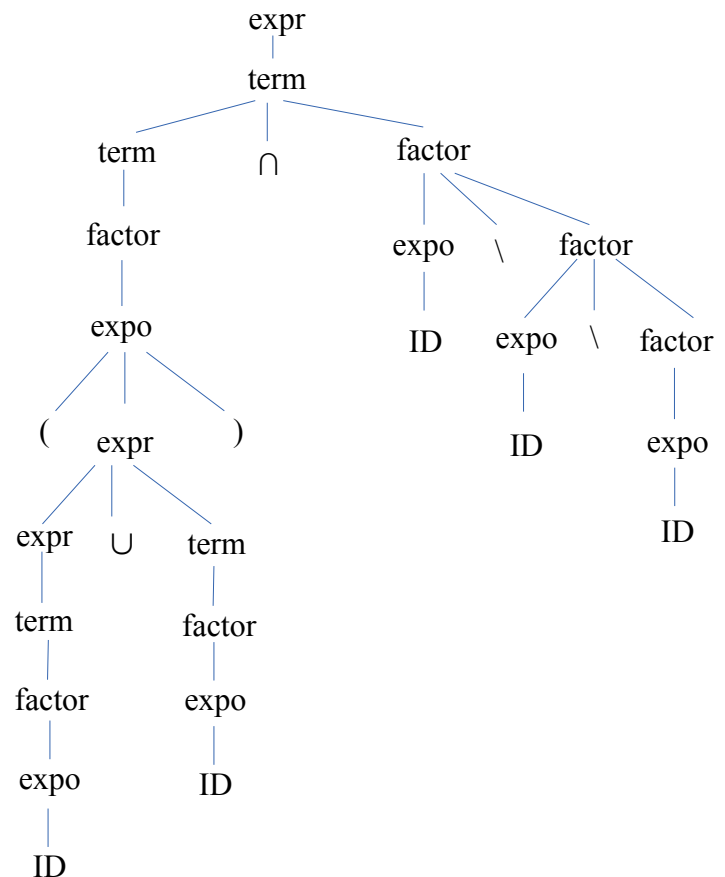 expr
term
term ∩ factor
factor expo \ factor
expo ID expo \ factor
( expr ) ID expo
expr ∪ term ID
term factor
factor expo
expo ID
ID